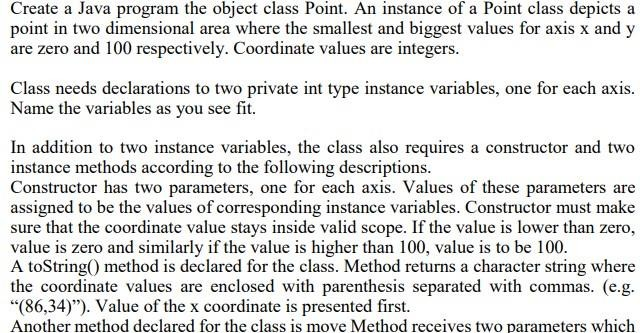 Create a Java program the object class Point. An instance of a Point class depicts a
point in two dimensional area where the smallest and biggest values for axis x and y
are zero and 100 respectively. Coordinate values are integers.
Class needs declarations to two private int type instance variables, one for each axis.
Name the variables as you see fit.
In addition to two instance variables, the class also requires a constructor and two
instance methods according to the following descriptions.
Constructor has two parameters, one for each axis. Values of these parameters are
assigned to be the values of corresponding instance variables. Constructor must make
sure that the coordinate value stays inside valid scope. If the value is lower than zero,
value is zero and similarly if the value is higher than 100, value is to be 100.
A toString() method is declared for the class. Method returns a character string where
the coordinate values are enclosed with parenthesis separated with commas. (e.g.
“(86,34)”). Value of the x coordinate is presented first.
Another method declared for the class is move Method receives two parameters which